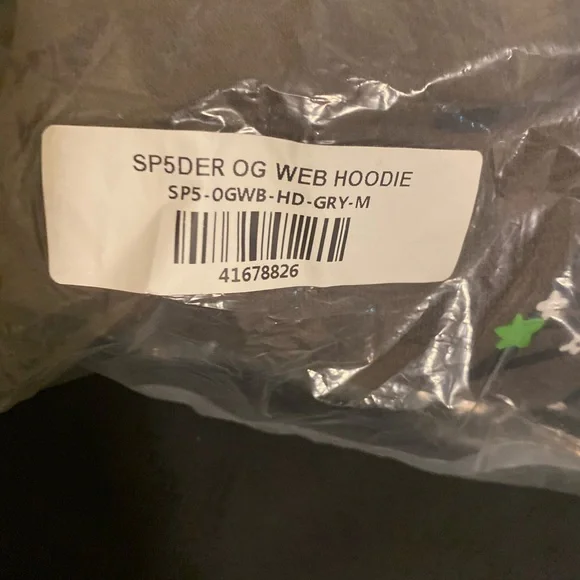 SP5DER OG WEB HOODIE
SP5-OGWB-HD-GRY-M
41678826